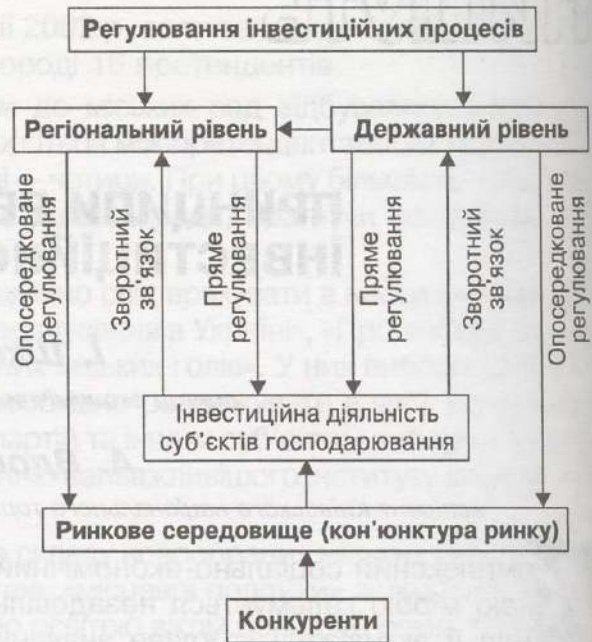 Регулювання інвестиційних процесів
Регіональний рівень
Державний рівень
Опосередковане
регулювання
Зворотний
зв'язок
Пряме
регулювання
Пряме
регулювання
Зворотний
зв'язок
Опосередковане
регулювання
Інвестиційна діяльність
суб'єктів господарювання
Ринкове середовище (кон'юнктура ринку)
Конкуренти